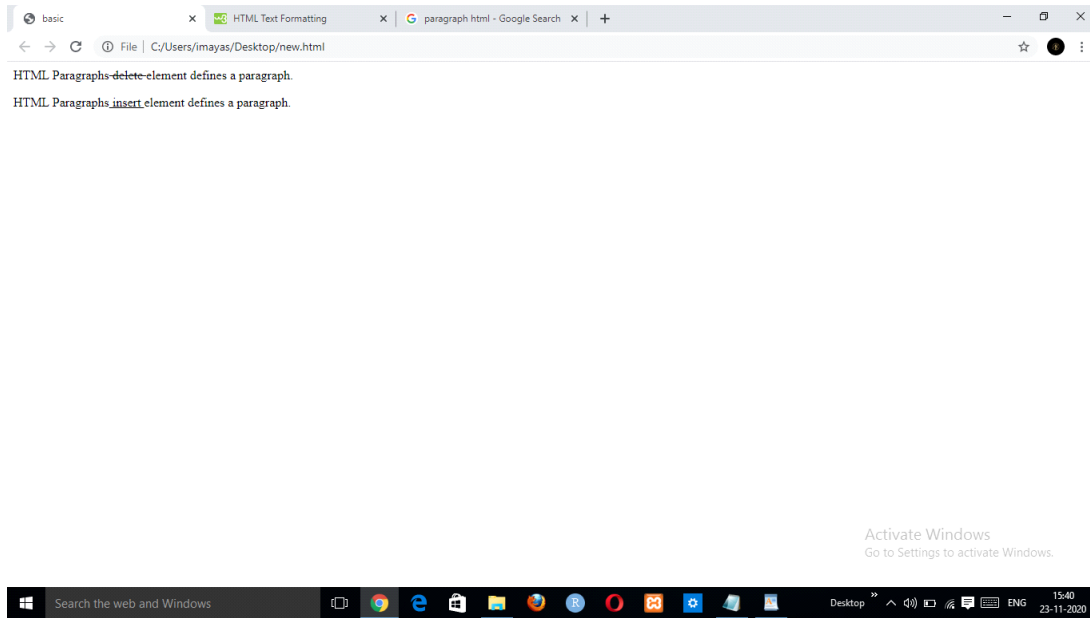 basic
HTML Text Formatting
paragraph html - Google Search
File | C:/Users/imayas/Desktop/new.html
HTML Paragraphs delete element defines a paragraph.
HTML Paragraphs insert element defines a paragraph.
Activate Windows
Go to Settings to activate Windows.
Search the web and Windows
Desktop
ENG
15:40
23-11-2020